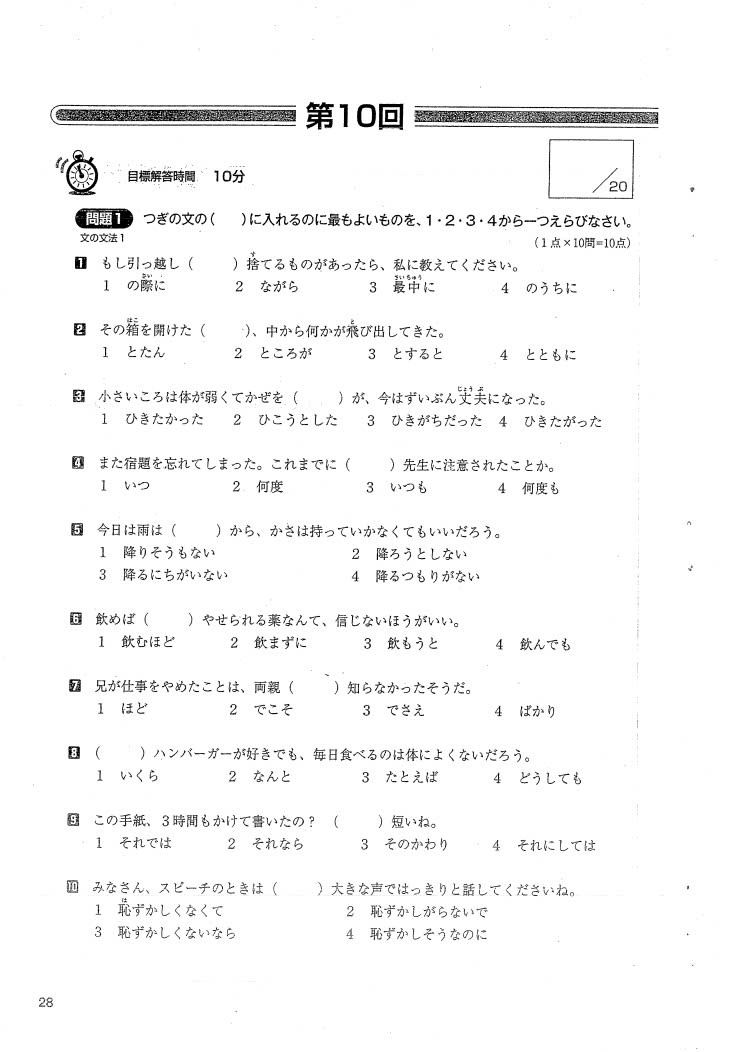 第10回
目標解答時間 10分
/20
問題1 つぎの文の( )に入れるのに最もよいものを、1・2・3・4から一つえらびなさい。
文の文法1
(1点×10問=10点)
1 もし引っ越し( )捨てるものがあったら、私に教えてください。
1 の際に 2 ながら 3 最中に 4 のうちに
2 その箱を開けた( )、中から何かが飛び出してきた。
1 とたん 2 ところが 3 とすると 4 とともに
3 小さいころは体が弱くてかぜを( )が、今はずいぶん丈夫になった。
1 ひきたかった 2 ひこうとした 3 ひきがちだった 4 ひきたがった
4 また宿題を忘れてしまった。これまでに( )先生に注意されたことか。
1 いつ 2 何度 3 いつも 4 何度も
5 今日は雨は( )から、かさは持っていかなくてもいいだろう。
1 降りそうもない 2 降ろうとしない
3 降るにちがいない 4 降るつもりがない
6 飲めば( )やせられる薬なんて、信じないほうがいい。
1 飲むほど 2 飲まずに 3 飲もうと 4 飲んでも
7 兄が仕事をやめたことは、両親( )知らなかったそうだ。
1 ほど 2 でこそ 3 でさえ 4 ばかり
8 ( )ハンバーガーが好きでも、毎日食べるのは体によくないだろう。
1 いくら 2 なんと 3 たとえば 4 どうしても
9 この手紙、3時間もかけて書いたの? ( )短いね。
1 それでは 2 それなら 3 そのかわり 4 それにしては
10 みなさん、スピーチのときは( )大きな声ではっきりと話してくださいね。
1 恥ずかしくなくて 2 恥ずかしがらないで
3 恥ずかしくないなら 4 恥ずかしそうなのに
28